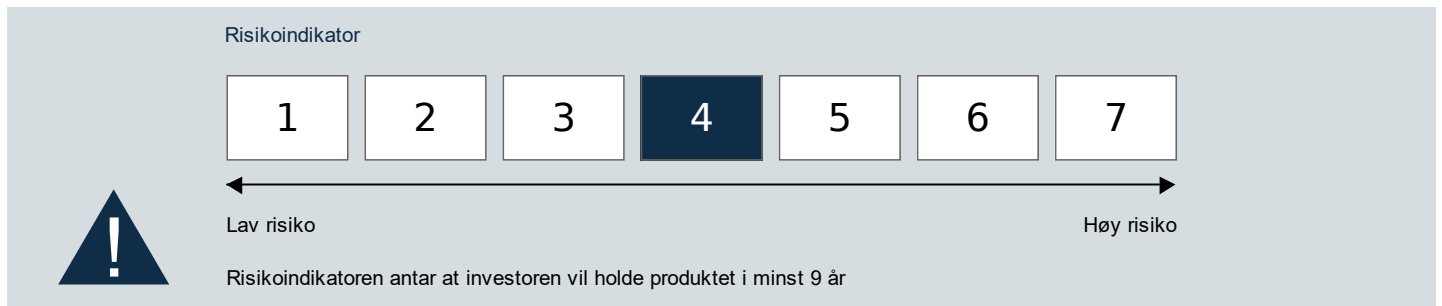 Risikoindikator
1 2 3 4 5 6 7
Lav risiko Høy risiko
!
Risikoindikatoren antar at investoren vil holde produktet i minst 9 år